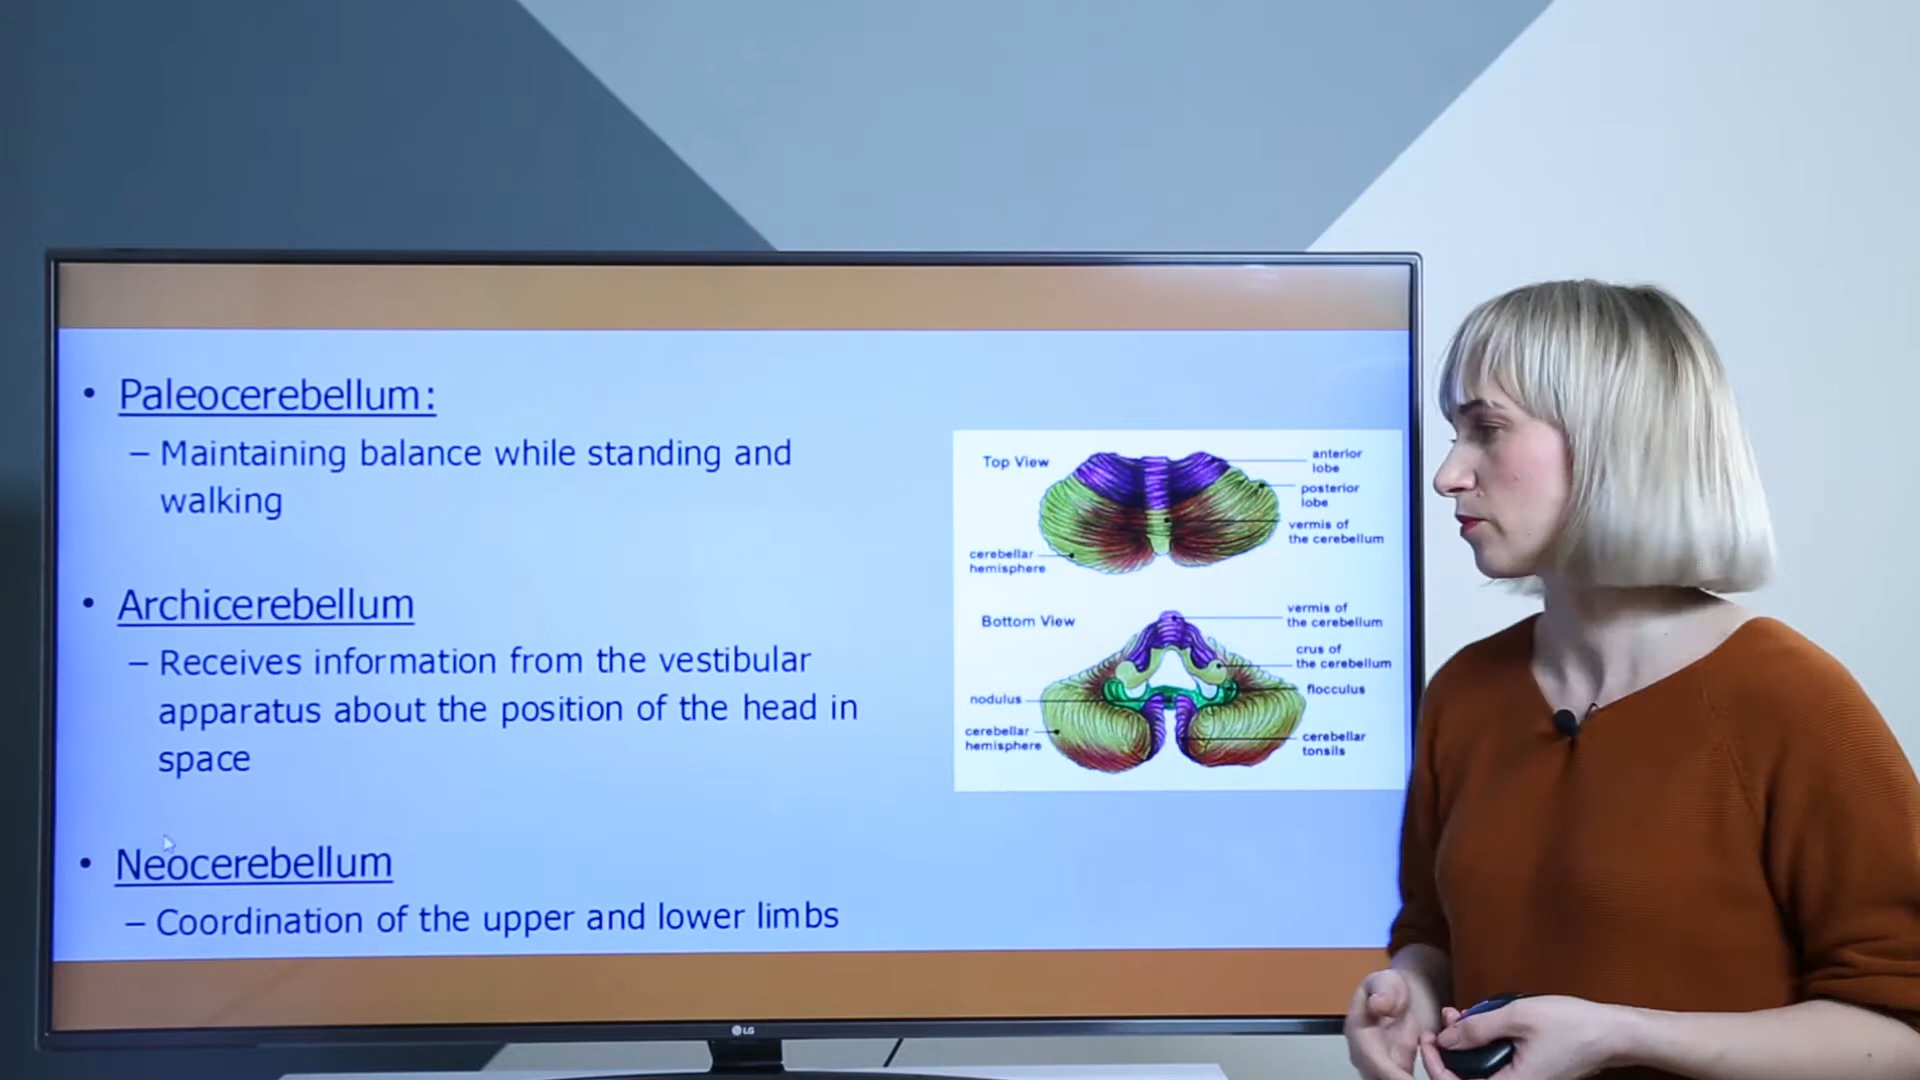 • Paleocerebellum:
– Maintaining balance while standing and
walking
• Archicerebellum
– Receives information from the vestibular
apparatus about the position of the head in
space
• Neocerebellum
– Coordination of the upper and lower limbs
Top View
anterior
lobe
posterior
lobe
vermis of
the cerebellum
cerebellar
hemisphere
Bottom View
vermis of
the cerebellum
crus of
the cerebellum
flocculus
nodulus
cerebellar
hemisphere
cerebellar
tonsils
LG